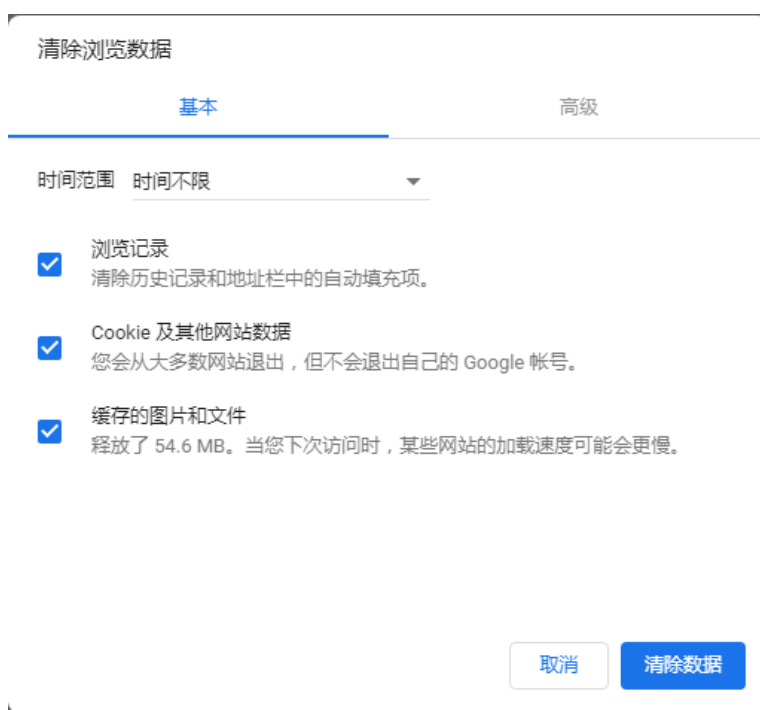 清除浏览数据
基本 高级
时间范围 时间不限
浏览记录
清除历史记录和地址栏中的自动填充项。
Cookie 及其他网站数据
您会从大多数网站退出，但不会退出自己的 Google 帐号。
缓存的图片和文件
释放了 54.6 MB。当您下次访问时，某些网站的加载速度可能会更慢。
取消 清除数据